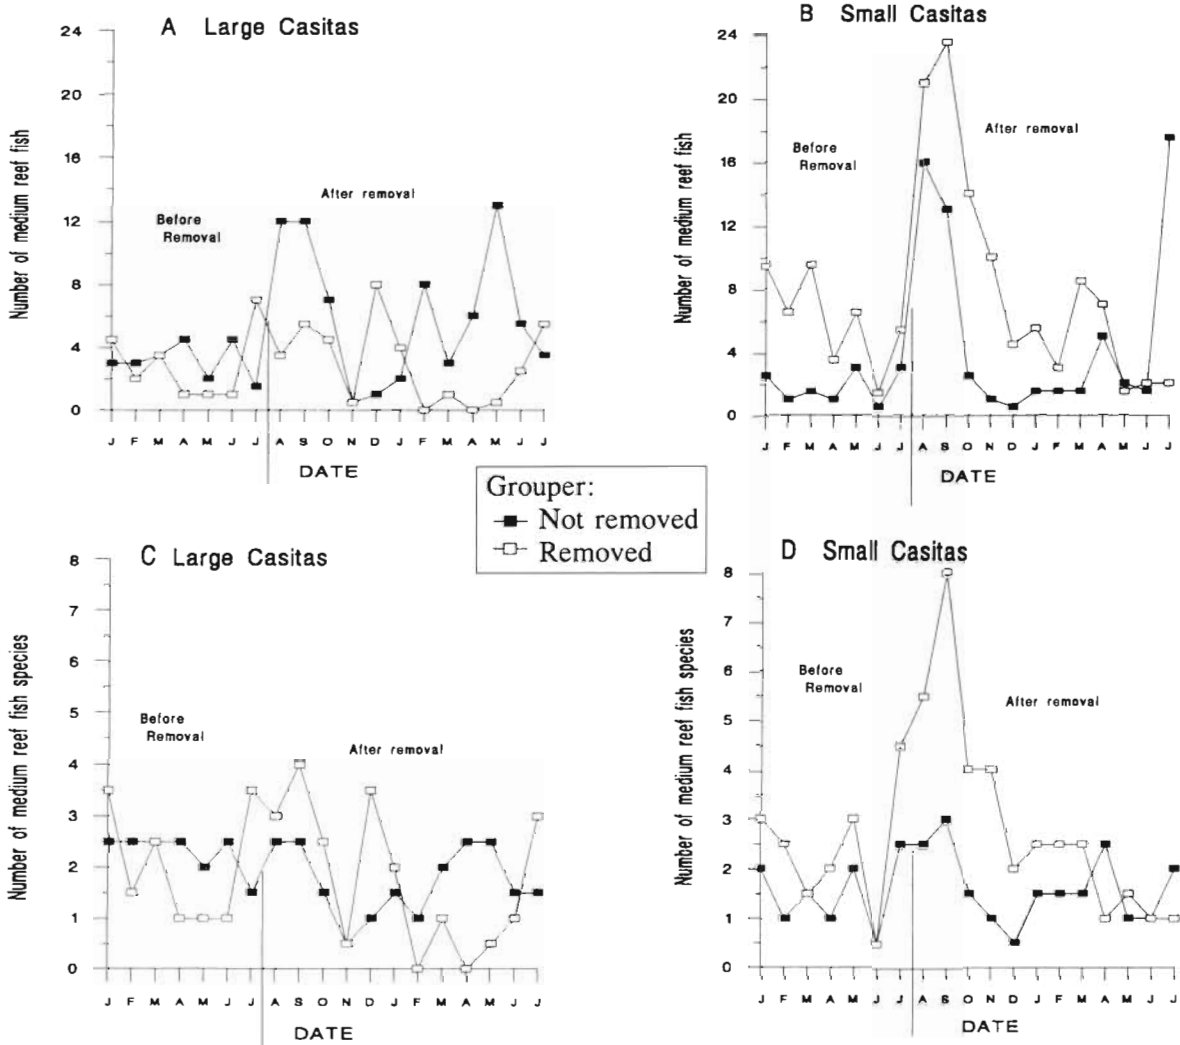 A Large Casitas
24
20
16
12
8
4
0
Number of medium reef fish
Before
Removal
After removal
J F M A M J J A S O N D J F M A M J J
DATE
B Small Casitas
24
20
16
12
8
4
0
Number of medium reef fish
Before
Removal
After removal
J F M A M J J A S O N D J F M A M J J
DATE
Grouper:
Not removed
Removed
C Large Casitas
8
7
6
5
4
3
2
1
0
Number of medium reef fish species
Before
Removal
After removal
J F M A M J J A S O N D J F M A M J J
DATE
D Small Casitas
8
7
6
5
4
3
2
1
0
Number of medium reef fish species
Before
Removal
After removal
J F M A M J J A S O N D J F M A M J J
DATE